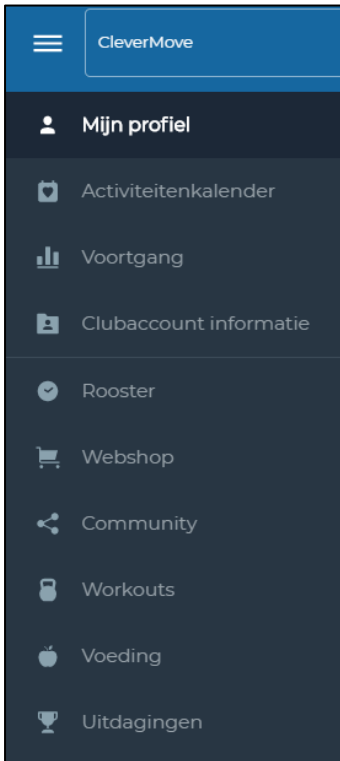 CleverMove
Mijn profiel
Activiteitenkalender
Voortgang
Clubaccount informatie
Rooster
Webshop
Community
Workouts
Voeding
Uitdagingen